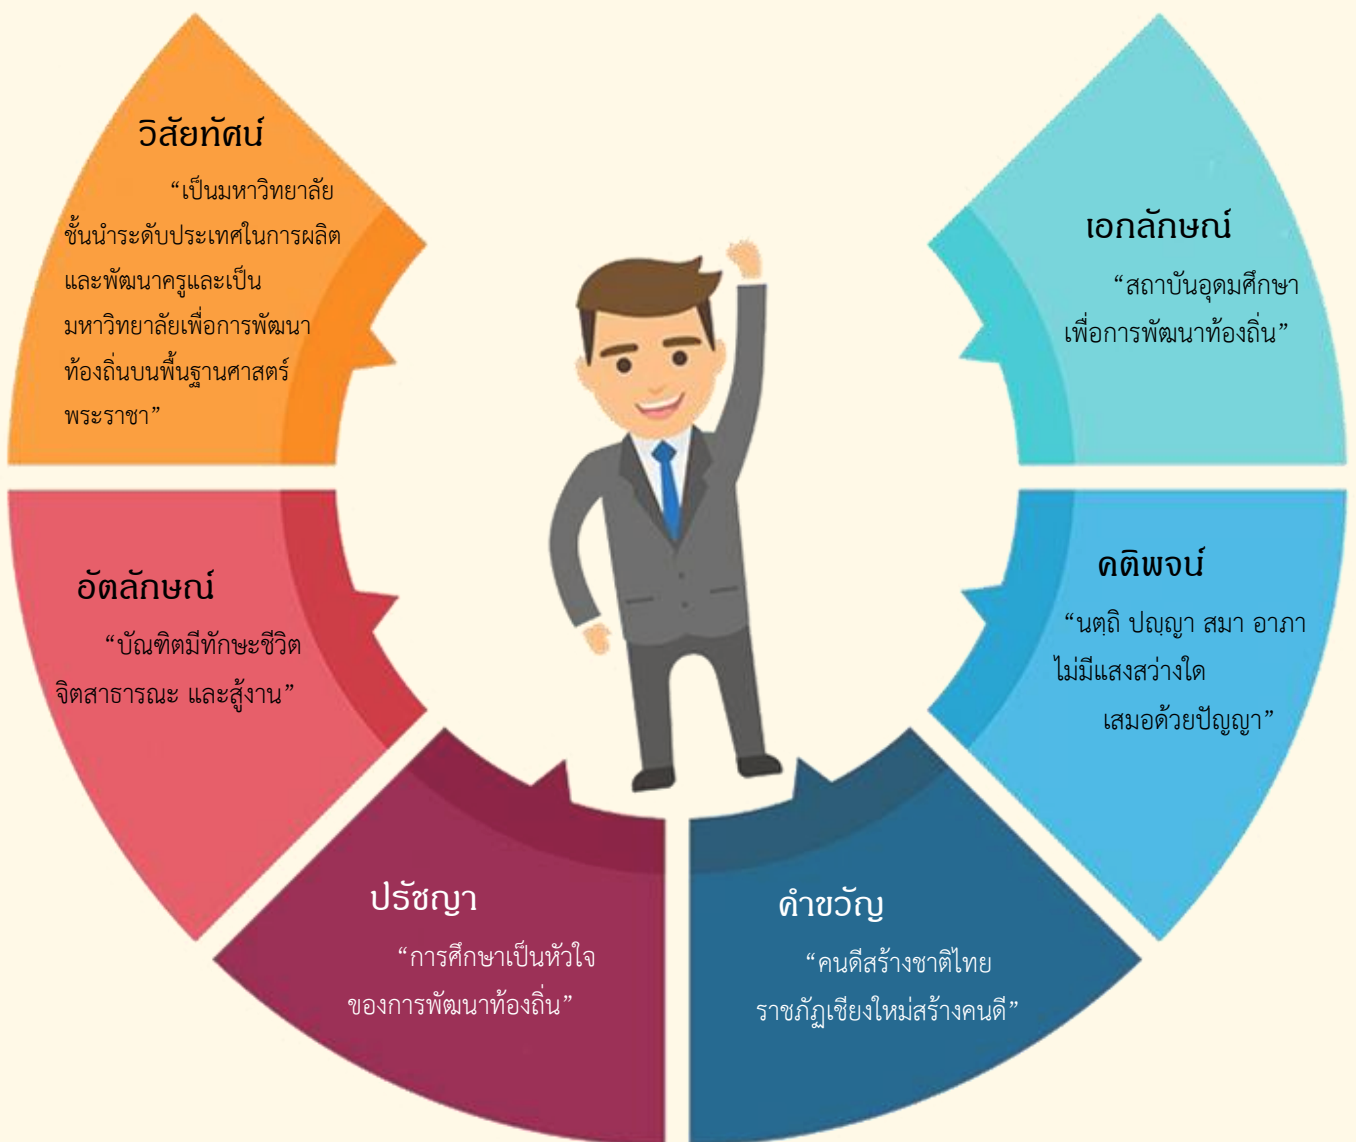 วิสัยทัศน์
“เป็นมหาวิทยาลัย
ชั้นนำระดับประเทศในการผลิต
และพัฒนาครูและเป็น
มหาวิทยาลัยเพื่อการพัฒนา
ท้องถิ่นบนพื้นฐานศาสตร์
พระราชา”
อัตลักษณ์
“บัณฑิตมีทักษะชีวิต
จิตสาธารณะ และสู้งาน”
ปรัชญา
“การศึกษาเป็นหัวใจ
ของการพัฒนาท้องถิ่น”
คำขวัญ
“คนดีสร้างชาติไทย
ราชภัฏเชียงใหม่สร้างคนดี”
คติพจน์
“นตฺถิ ปญฺญา สมา อาภา
ไม่มีแสงสว่างใด
เสมอด้วยปัญญา”
เอกลักษณ์
“สถาบันอุดมศึกษา
เพื่อการพัฒนาท้องถิ่น”